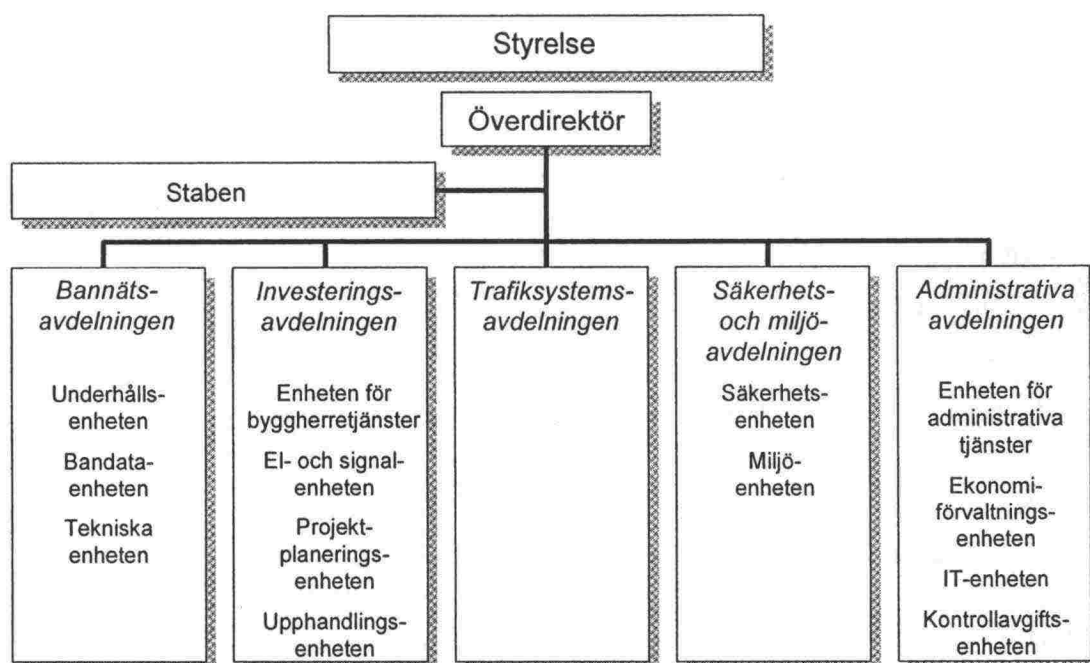 Styrelse
Överdirektör
Staben
Bannäts-
avdelningen
Underhålls-
enheten
Bandata-
enheten
Tekniska
enheten
Investerings-
avdelningen
Enheten för
byggherretjänster
El- och signal-
enheten
Projekt-
planerings-
enheten
Upphandlings-
enheten
Trafiksystems-
avdelningen
Säkerhets-
och miljö-
avdelningen
Säkerhets-
enheten
Miljö-
enheten
Administrativa
avdelningen
Enheten för
administrativa
tjänster
Ekonomi-
förvaltnings-
enheten
IT-enheten
Kontrollavgifts-
enheten